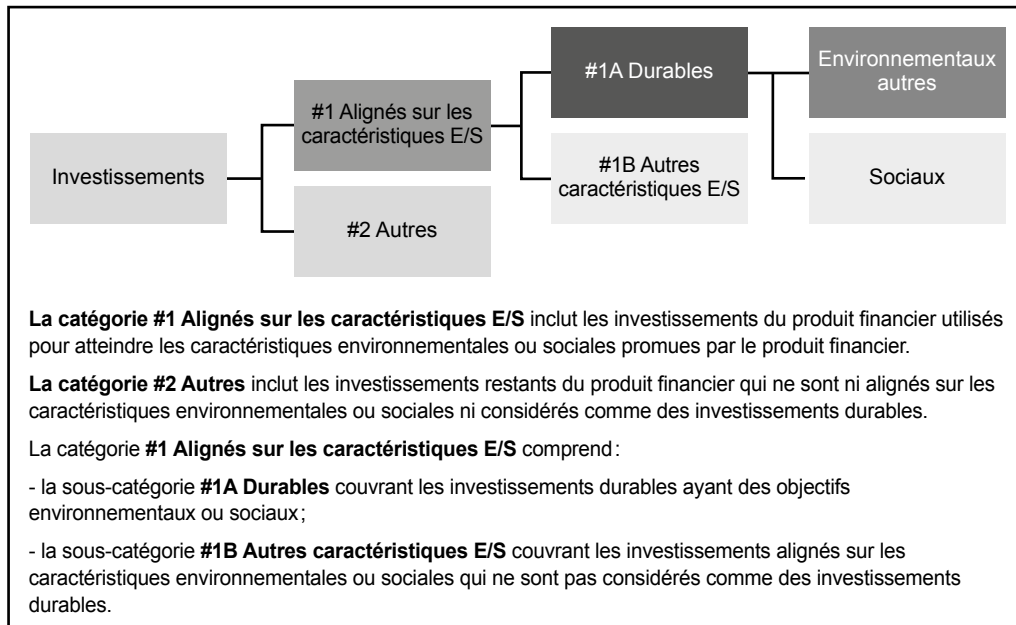 Investissements
#1 Alignés sur les
caractéristiques E/S
#2 Autres
#1A Durables
#1B Autres
caractéristiques E/S
Environnementaux
autres
Sociaux
La catégorie #1 Alignés sur les caractéristiques E/S inclut les investissements du produit financier utilisés
pour atteindre les caractéristiques environnementales ou sociales promues par le produit financier.
La catégorie #2 Autres inclut les investissements restants du produit financier qui ne sont ni alignés sur les
caractéristiques environnementales ou sociales ni considérés comme des investissements durables.
La catégorie #1 Alignés sur les caractéristiques E/S comprend :
- la sous-catégorie #1A Durables couvrant les investissements durables ayant des objectifs
environnementaux ou sociaux ;
- la sous-catégorie #1B Autres caractéristiques E/S couvrant les investissements alignés sur les
caractéristiques environnementales ou sociales qui ne sont pas considérés comme des investissements
durables.